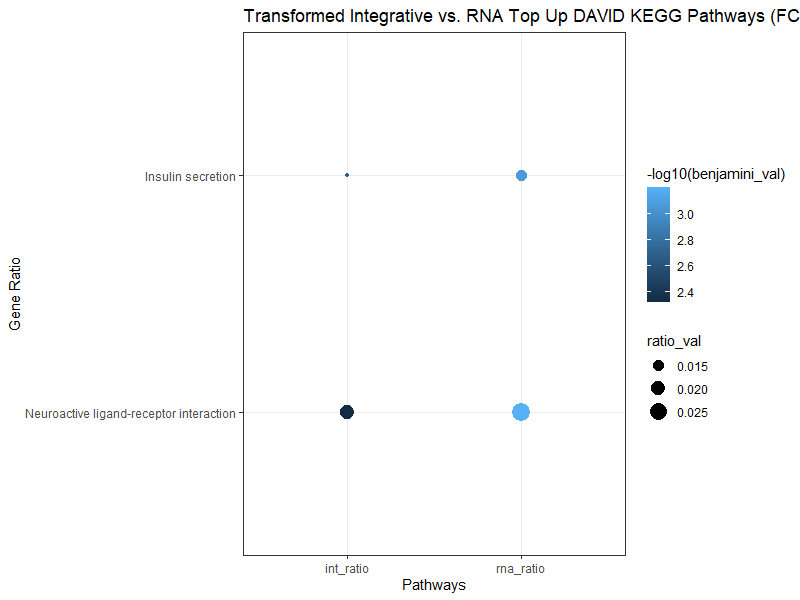 Transformed Integrative vs. RNA Top Up DAVID KEGG Pathways (FC
Insulin secretion
Neuroactive ligand-receptor interaction
Gene Ratio
int_ratio
rna_ratio
Pathways
-log10(benjamini_val)
3.0
2.8
2.6
2.4
ratio_val
0.015
0.020
0.025